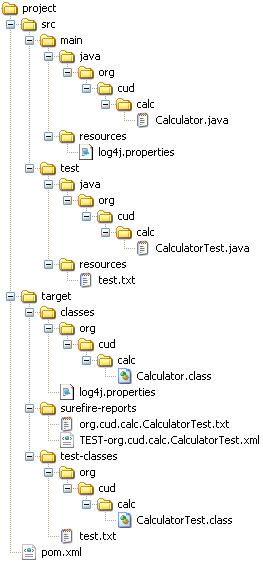 project
src
main
java
org
cud
calc
Calculator.java
resources
log4j.properties
test
java
org
cud
calc
CalculatorTest.java
resources
test.txt
target
classes
org
cud
calc
Calculator.class
log4j.properties
surefire-reports
org.cud.calc.CalculatorTest.txt
TEST-org.cud.calc.CalculatorTest.xml
test-classes
org
cud
calc
CalculatorTest.class
test.txt
pom.xml